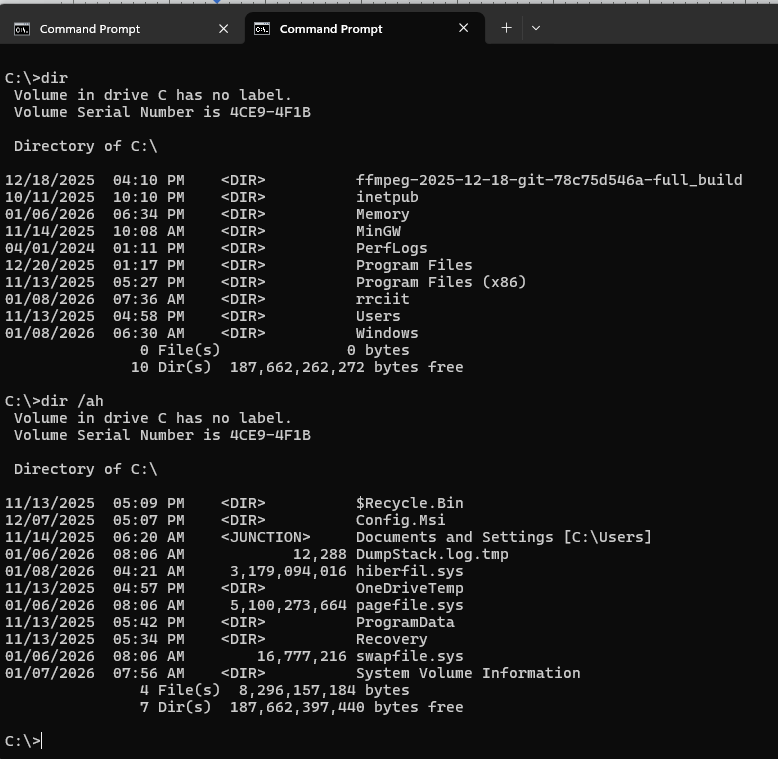 Command Prompt
Command Prompt
C:\>dir
 Volume in drive C has no label.
 Volume Serial Number is 4CE9-4F1B

 Directory of C:\

12/18/2025  04:10 PM    <DIR>          ffmpeg-2025-12-18-git-78c75d546a-full_build
10/11/2025  10:10 PM    <DIR>          inetpub
01/06/2026  06:34 PM    <DIR>          Memory
11/14/2025  10:08 AM    <DIR>          MinGW
04/01/2024  01:11 PM    <DIR>          PerfLogs
12/20/2025  01:17 PM    <DIR>          Program Files
11/13/2025  05:27 PM    <DIR>          Program Files (x86)
01/08/2026  07:36 AM    <DIR>          rrciit
11/13/2025  04:58 PM    <DIR>          Users
01/08/2026  06:30 AM    <DIR>          Windows
               0 File(s)              0 bytes
              10 Dir(s)  187,662,262,272 bytes free

C:\>dir /ah
 Volume in drive C has no label.
 Volume Serial Number is 4CE9-4F1B

 Directory of C:\

11/13/2025  05:09 PM    <DIR>          $Recycle.Bin
12/07/2025  05:07 PM    <DIR>          Config.Msi
11/14/2025  06:20 AM    <JUNCTION>     Documents and Settings [C:\Users]
01/06/2026  08:06 AM            12,288 DumpStack.log.tmp
01/08/2026  04:21 AM     3,179,094,016 hiberfil.sys
11/13/2025  04:57 PM    <DIR>          OneDriveTemp
01/06/2026  08:06 AM     5,100,273,664 pagefile.sys
11/13/2025  05:42 PM    <DIR>          ProgramData
11/13/2025  05:34 PM    <DIR>          Recovery
01/06/2026  08:06 AM        16,777,216 swapfile.sys
01/07/2026  07:56 AM    <DIR>          System Volume Information
               4 File(s)  8,296,157,184 bytes
               7 Dir(s)  187,662,397,440 bytes free

C:\>